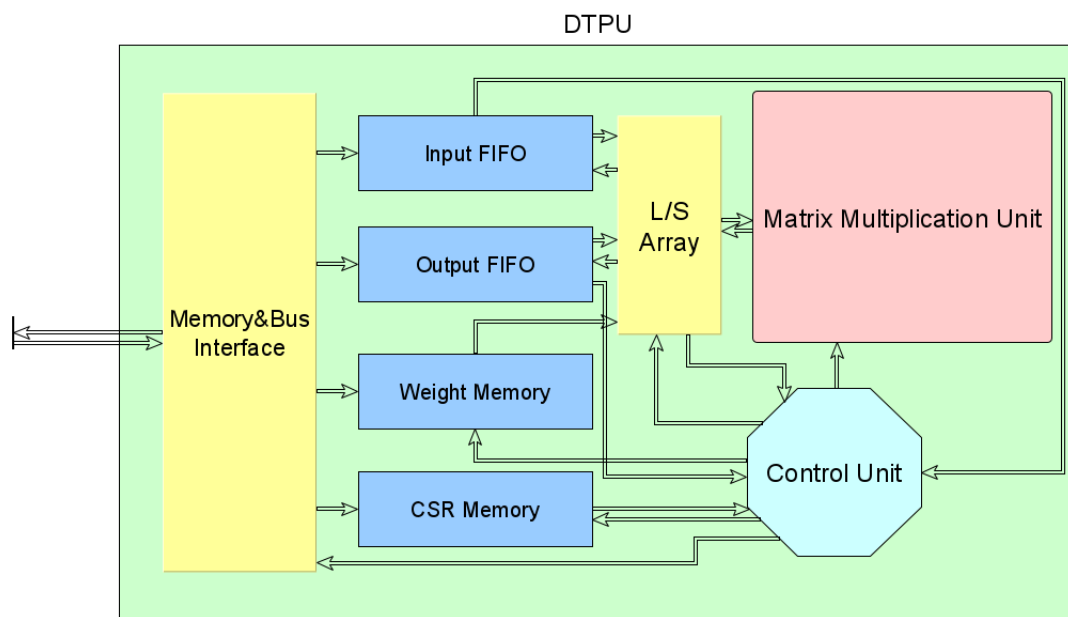 DTPU
Input FIFO
L/S
Array
Matrix Multiplication Unit
Output FIFO
Memory&Bus
Interface
Weight Memory
Control Unit
CSR Memory